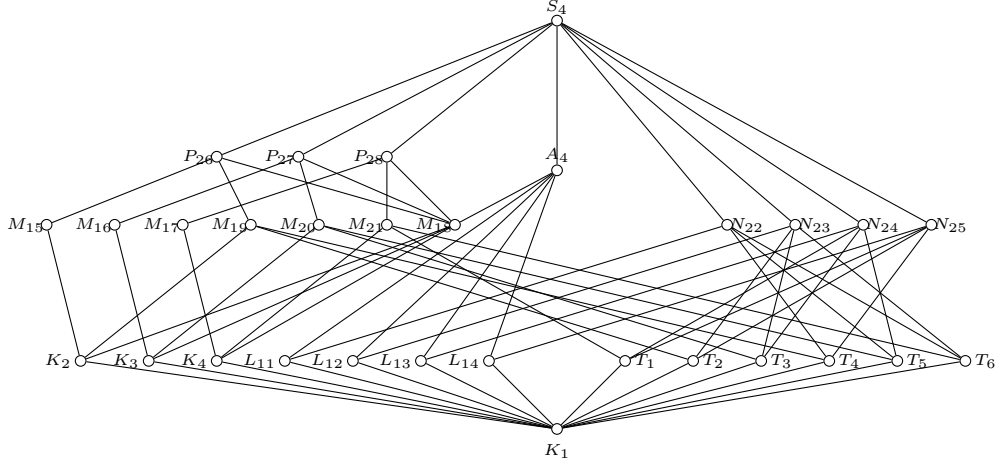 S₄
P₂₆ P₂₇ P₂₈ A₄
M₁₅ M₁₆ M₁₇ M₁₉ M₂₀ M₂₁ M₁₈ N₂₂ N₂₃ N₂₄ N₂₅
K₂ K₃ K₄ L₁₁ L₁₂ L₁₃ L₁₄ T₁ T₂ T₃ T₄ T₅ T₆
K₁